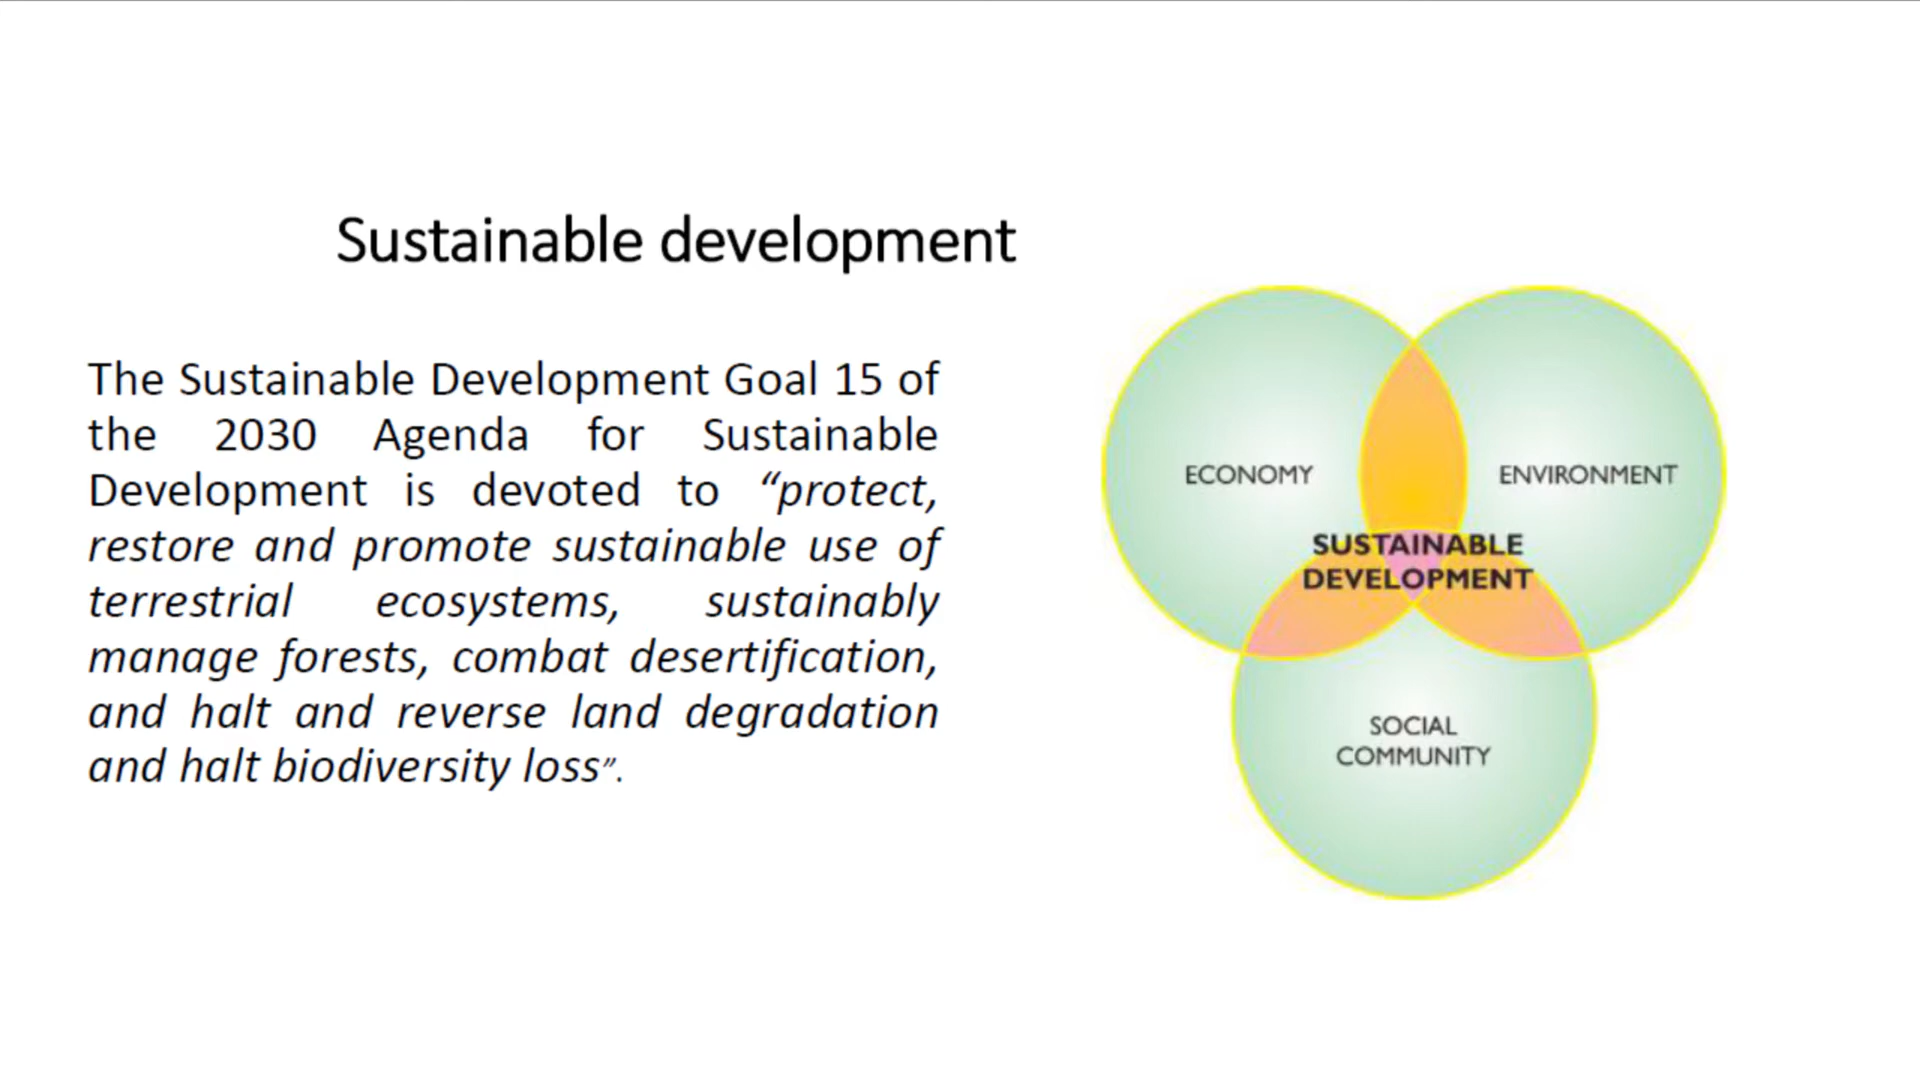 Sustainable development
The Sustainable Development Goal 15 of
the 2030 Agenda for Sustainable
Development is devoted to “protect,
restore and promote sustainable use of
terrestrial ecosystems, sustainably
manage forests, combat desertification,
and halt and reverse land degradation
and halt biodiversity loss”.
ECONOMY
ENVIRONMENT
SUSTAINABLE
DEVELOPMENT
SOCIAL
COMMUNITY